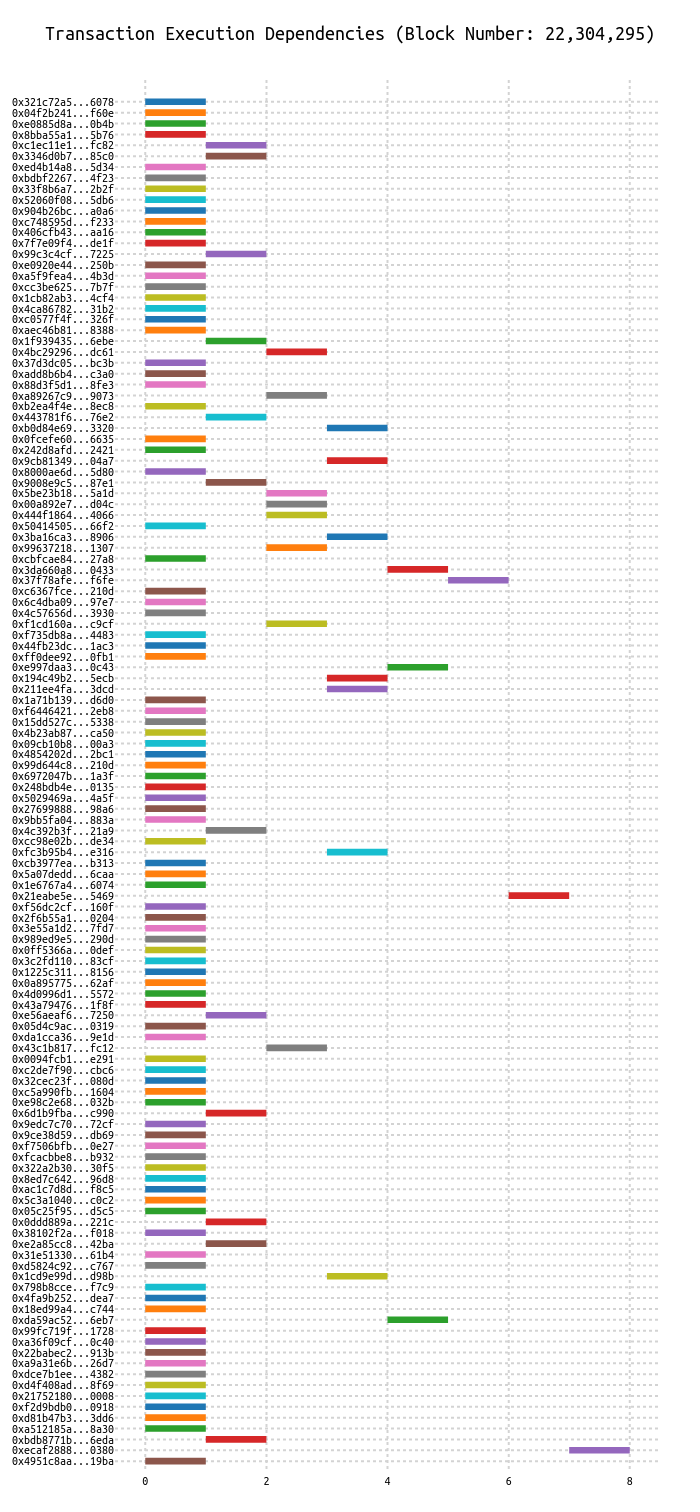 Transaction Execution Dependencies (Block Number: 22,304,295)
0x321c72a5...6078
0x04f2b241...f60e
0xe0885d8a...0b4b
0x8bba55a1...5b76
0xc1ec11e1...fc82
0x3346d0b7...85c0
0xed4b14a8...5d34
0xbdbf2267...4f23
0x33f8b6a7...2b2f
0x52060f08...5db6
0x904b26bc...a0a6
0xc748595d...f233
0x406cfb43...aa16
0x7f7e09f4...de1f
0x99c3c4cf...7225
0xe0920e44...250b
0xa5f9fea4...4b3d
0xcc3be625...7b7f
0x1cb82ab3...4cf4
0x4ca86782...31b2
0xc0577f4f...326f
0xaec46b81...8388
0x1f939435...6ebe
0x4bc29296...dc61
0x37d3dc05...bc3b
0xadd8b6b4...c3a0
0x88d3f5d1...8fe3
0xa89267c9...9073
0xb2ea4f4e...8ec8
0x443781f6...76e2
0xb0d84e69...3320
0x0fcefe60...6635
0x242d8afd...2421
0x9cb81349...04a7
0x8000ae6d...5d80
0x9008e9c5...87e1
0x5be23b18...5a1d
0x00a892e7...d04c
0x444f1864...4066
0x50414505...66f2
0x3ba16ca3...8906
0x99637218...1307
0xcbfcae84...27a8
0x3da660a8...0433
0x37f78afe...f6fe
0xc6367fce...210d
0x6c4dba09...97e7
0x4c57656d...3930
0xf1cd160a...c9cf
0xf735db8a...4483
0x44fb23dc...1ac3
0xff0dee92...0fb1
0xe997daa3...0c43
0x194c49b2...5ecb
0x211ee4fa...3dcd
0x1a71b139...d6d0
0xf6446421...2eb8
0x15dd527c...5338
0x4b23ab87...ca50
0x09cb10b8...00a3
0x4854202d...2bc1
0x99d644c8...210d
0x6972047b...1a3f
0x248bdb4e...0135
0x5029469a...4a5f
0x27699888...98a6
0x9bb5fa04...883a
0x4c392b3f...21a9
0xcc98e02b...de34
0xfc3b95b4...e316
0xcb3977ea...b313
0x5a07dedd...6caa
0x1e6767a4...6074
0x21eabe5e...5469
0xf56dc2cf...160f
0x2f6b55a1...0204
0x3e55a1d2...7fd7
0x989ed9e5...290d
0x0ff5366a...0def
0x3c2fd110...83cf
0x1225c311...8156
0x0a895775...62af
0x4d0996d1...5572
0x43a79476...1f8f
0xe56aeaf6...7250
0x05d4c9ac...0319
0xda1cca36...9e1d
0x43c1b817...fc12
0x0094fcb1...e291
0xc2de7f90...cbc6
0x32cec23f...080d
0xc5a990fb...1604
0xe98c2e68...032b
0x6d1b9fba...c990
0x9edc7c70...72cf
0x9ce38d59...db69
0xf7506bfb...0e27
0xfcacbbe8...b932
0x322a2b30...30f5
0x8ed7c642...96d8
0xac1c7d8d...f8c5
0x5c3a1040...c0c2
0x05c25f95...d5c5
0x0ddd889a...221c
0x38102f2a...f018
0xe2a85cc8...42ba
0x31e51330...61b4
0xd5824c92...c767
0x1cd9e99d...d98b
0x798b8cce...f7c9
0x4fa9b252...dea7
0x18ed99a4...c744
0xda59ac52...6eb7
0x99fc719f...1728
0xa36f09cf...0c40
0x22babec2...913b
0xa9a31e6b...26d7
0xdce7b1ee...4382
0xd4f408ad...8f69
0x21752180...0008
0xf2d9bdb0...0918
0xd81b47b3...3dd6
0xa512185a...8a30
0xbdb8771b...6eda
0xecaf2888...0380
0x4951c8aa...19ba
0 2 4 6 8